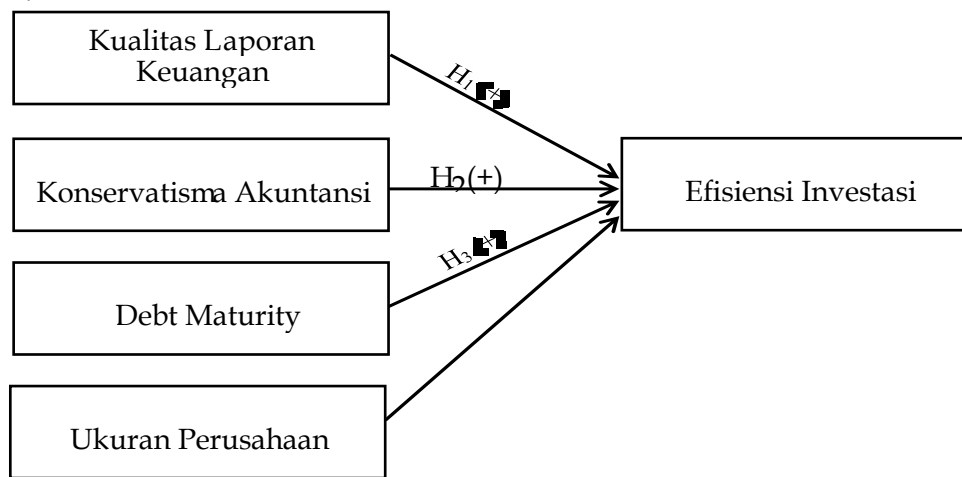 Kualitas Laporan
Keuangan
H1 (+)
Konservatisma Akuntansi
H2(+)
Efisiensi Investasi
H3 (+)
Debt Maturity
Ukuran Perusahaan